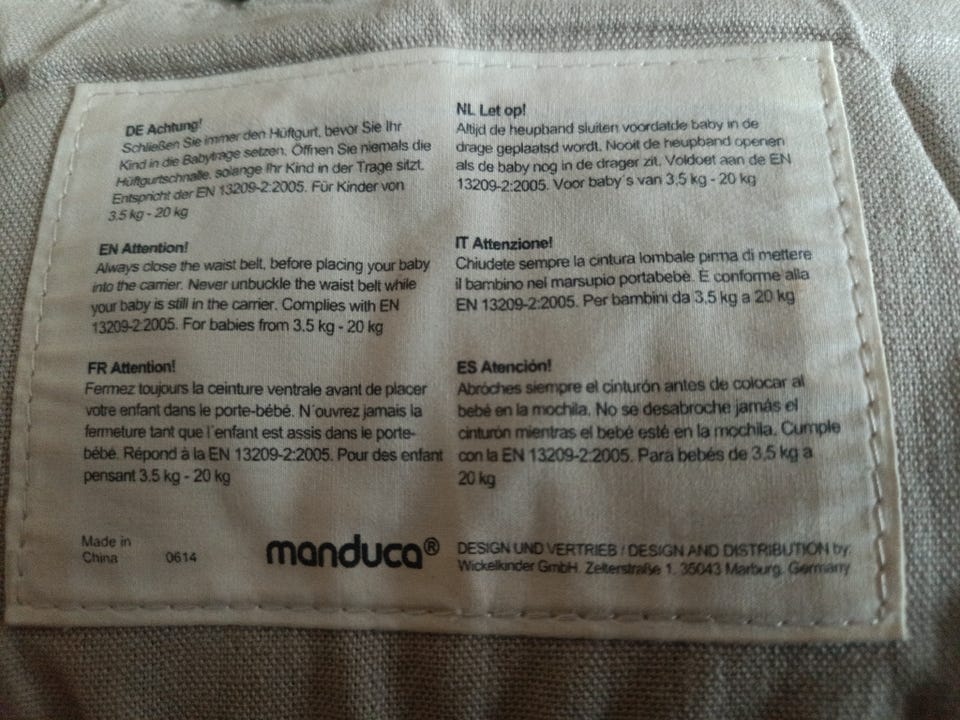 DE Achtung!
Schließen Sie immer den Hüftgurt, bevor Sie Ihr
Kind in die Babytrage setzen. Öffnen Sie niemals die
Hüftgurtschnalle, solange Ihr Kind in der Trage sitzt.
Entspricht der EN 13209-2:2005. Für Kinder von
3.5 kg - 20 kg
EN Attention!
Always close the waist belt, before placing your baby
into the carrier. Never unbuckle the waist belt while
your baby is still in the carrier. Complies with EN
13209-2:2005. For babies from 3.5 kg - 20 kg
FR Attention!
Fermez toujours la ceinture ventrale avant de placer
votre enfant dans le porte-bébé. N´ouvrez jamais la
fermeture tant que l´enfant est assis dans le porte-
bébé. Répond à la EN 13209-2:2005. Pour des enfant
pensant 3.5 kg - 20 kg
NL Let op!
Altijd de heupband sluiten voordatde baby in de
drage geplaatsd wordt. Nooit de heupband openen
als de baby nog in de drager zit. Voldoet aan de EN
13209-2:2005. Voor baby´s van 3,5 kg - 20 kg
IT Attenzione!
Chiudete sempre la cintura lombale pirma di mettere
il bambino nel marsupio portabebè. È conforme alla
EN 13209-2:2005. Per bambini da 3.5 kg a 20 kg
ES Atención!
Abróches siempre el cinturón antes de colocar al
bebé en la mochila. No se desabroche jamás el
cinturón mientras el bebé esté en la mochila. Cumple
con la EN 13209-2:2005. Para bebés de 3,5 kg a
20 kg
Made in
China 0614
manduca®
DESIGN UND VERTRIEB / DESIGN AND DISTRIBUTION by:
Wickelkinder GmbH. Zeiterstraße 1. 35043 Marburg. Germany